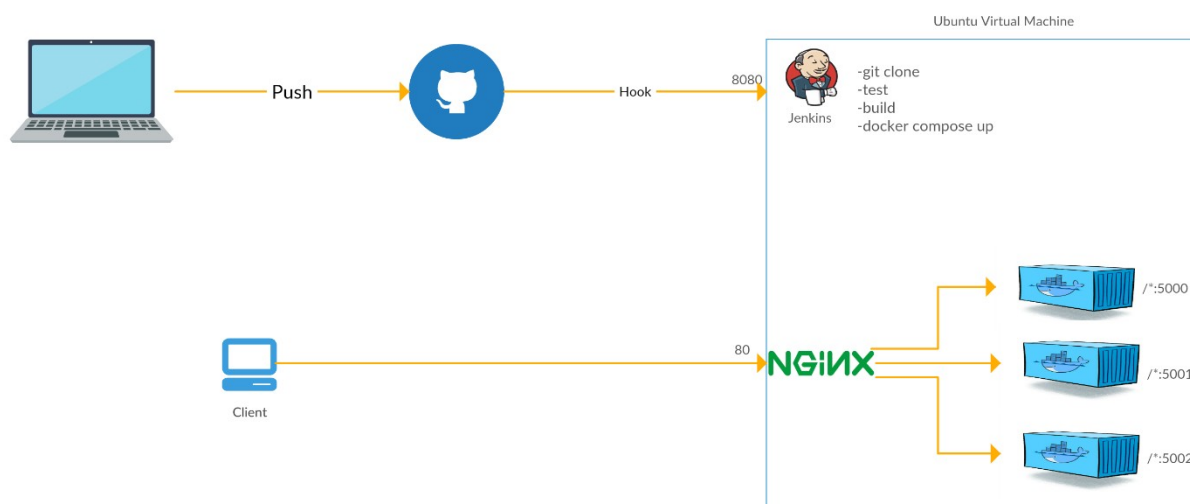 Ubuntu Virtual Machine
Push
Hook
8080
Jenkins
-git clone
-test
-build
-docker compose up
/*:5000
80
NGINX
/*:5001
Client
/*:5002